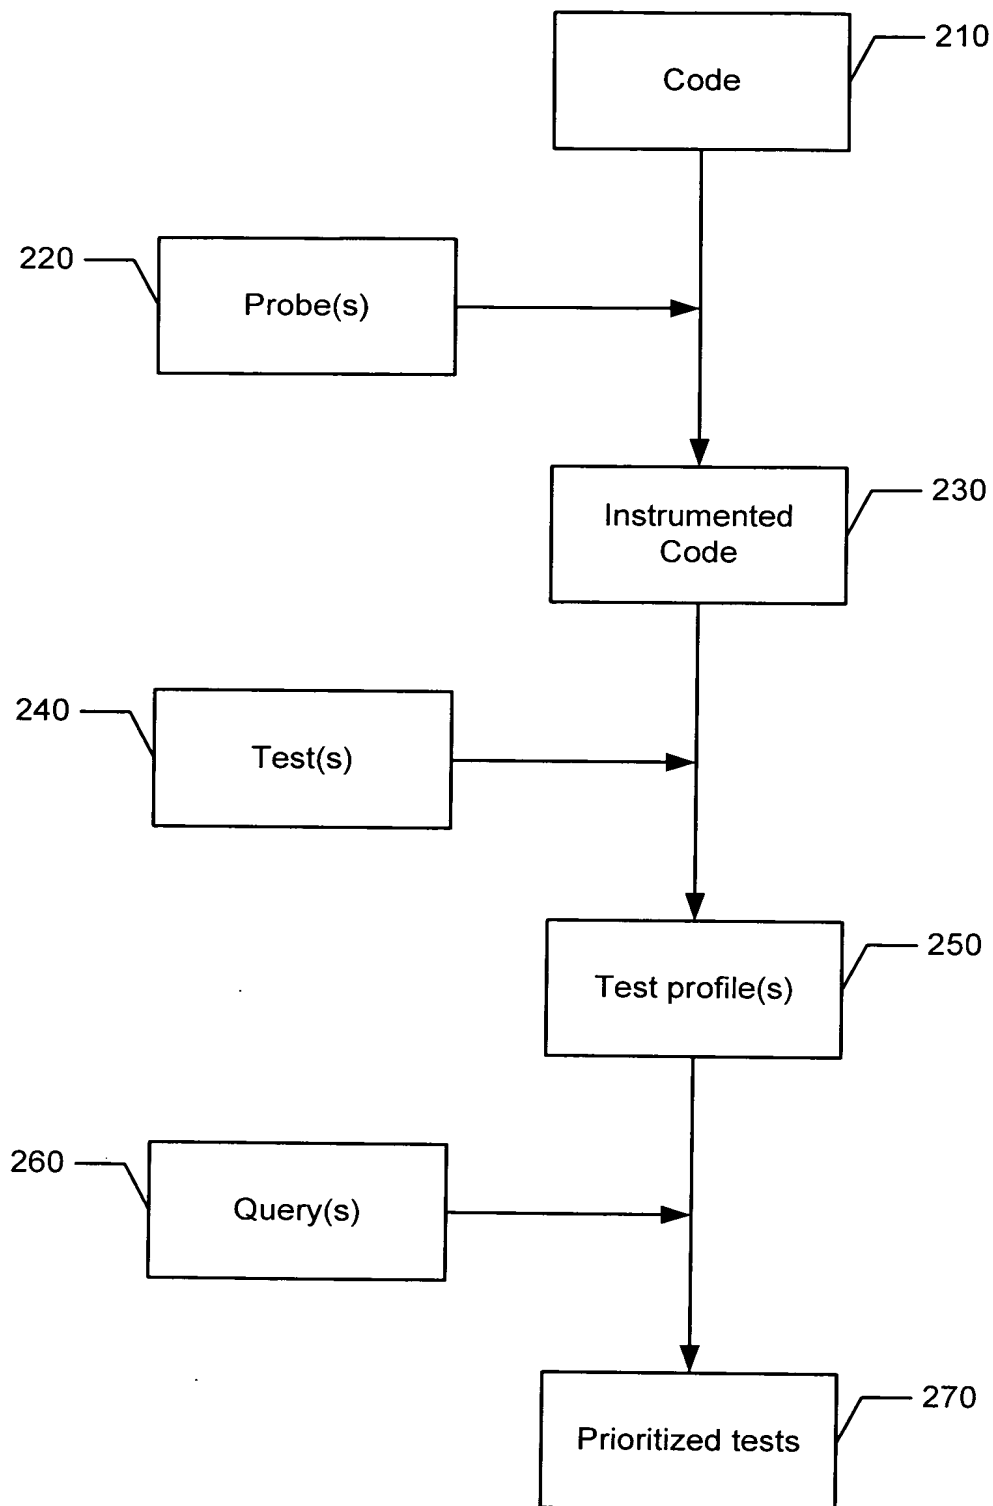 210
Code
220
Probe(s)
230
Instrumented
Code
240
Test(s)
250
Test profile(s)
260
Query(s)
270
Prioritized tests